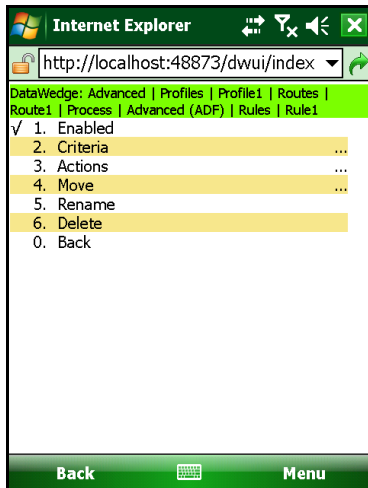 Internet Explorer
http://localhost:48873/dwui/index
DataWedge: Advanced | Profiles | Profile1 | Routes |
Route1 | Process | Advanced (ADF) | Rules | Rule1
√ 1. Enabled
2. Criteria ...
3. Actions ...
4. Move ...
5. Rename
6. Delete
0. Back
Back Menu